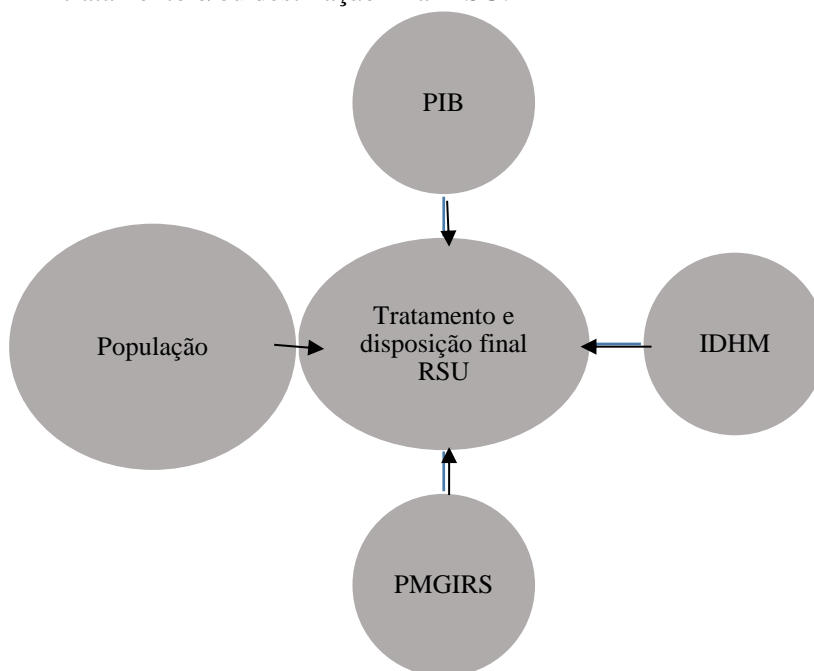 PIB
População
Tratamento e
disposição final
RSU
IDHM
PMGIRS